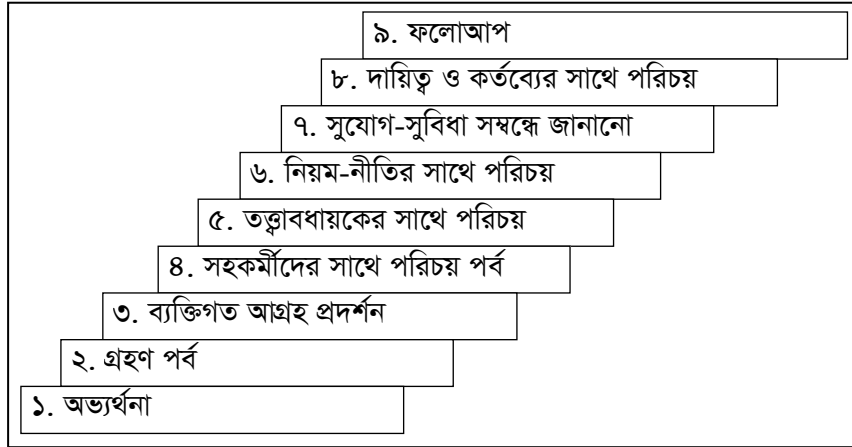 ৯. ফলোআপ
৮. দায়িত্ব ও কর্তব্যের সাথে পরিচয়
৭. সুযোগ-সুবিধা সম্বন্ধে জানানো
৬. নিয়ম-নীতির সাথে পরিচয়
৫. তত্ত্বাবধায়কের সাথে পরিচয়
৪. সহকর্মীদের সাথে পরিচয় পর্ব
৩. ব্যক্তিগত আগ্রহ প্রদর্শন
২. গ্রহণ পর্ব
১. অভ্যর্থনা